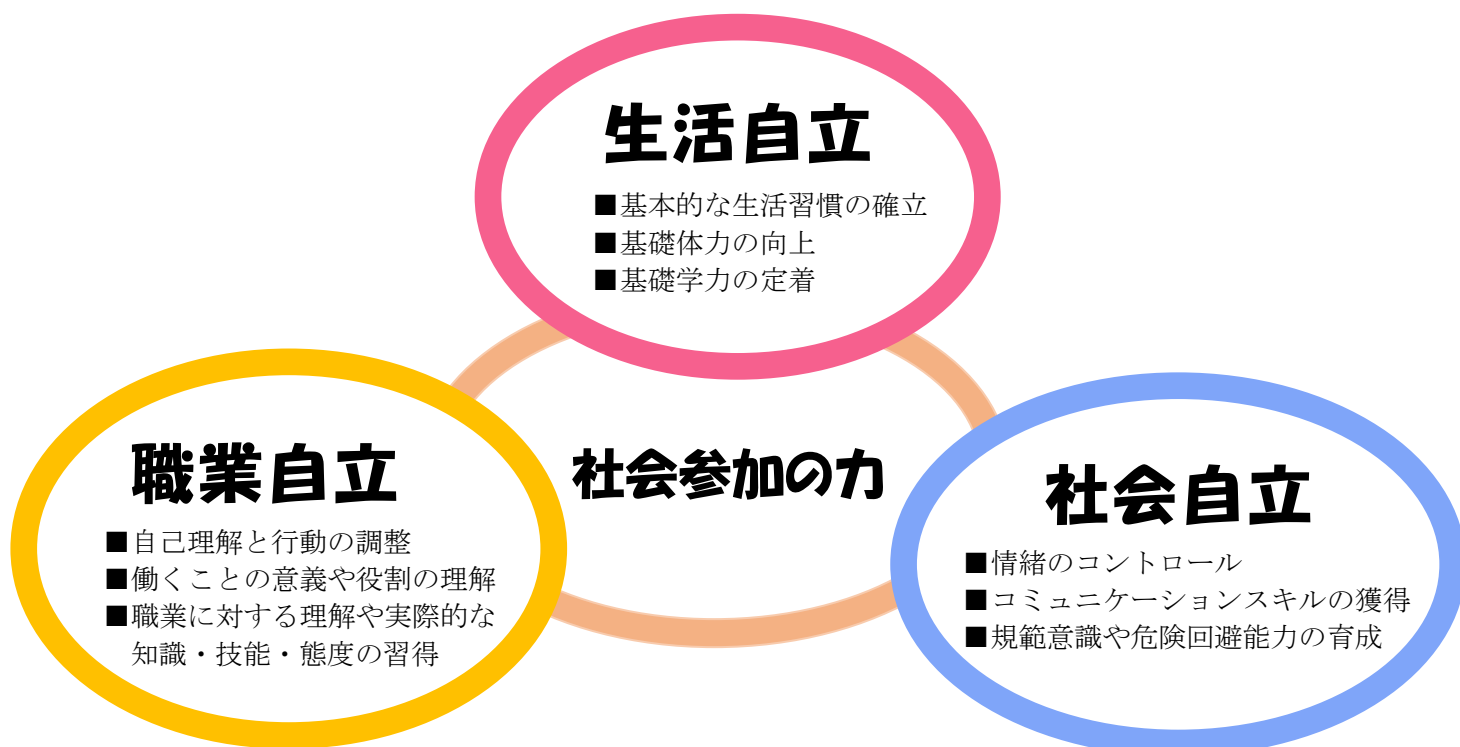 生活自立
■基本的な生活習慣の確立
■基礎体力の向上
■基礎学力の定着
職業自立
■自己理解と行動の調整
■働くことの意義や役割の理解
■職業に対する理解や実際的な
知識・技能・態度の習得
社会参加の力
社会自立
■情緒のコントロール
■コミュニケーションスキルの獲得
■規範意識や危険回避能力の育成